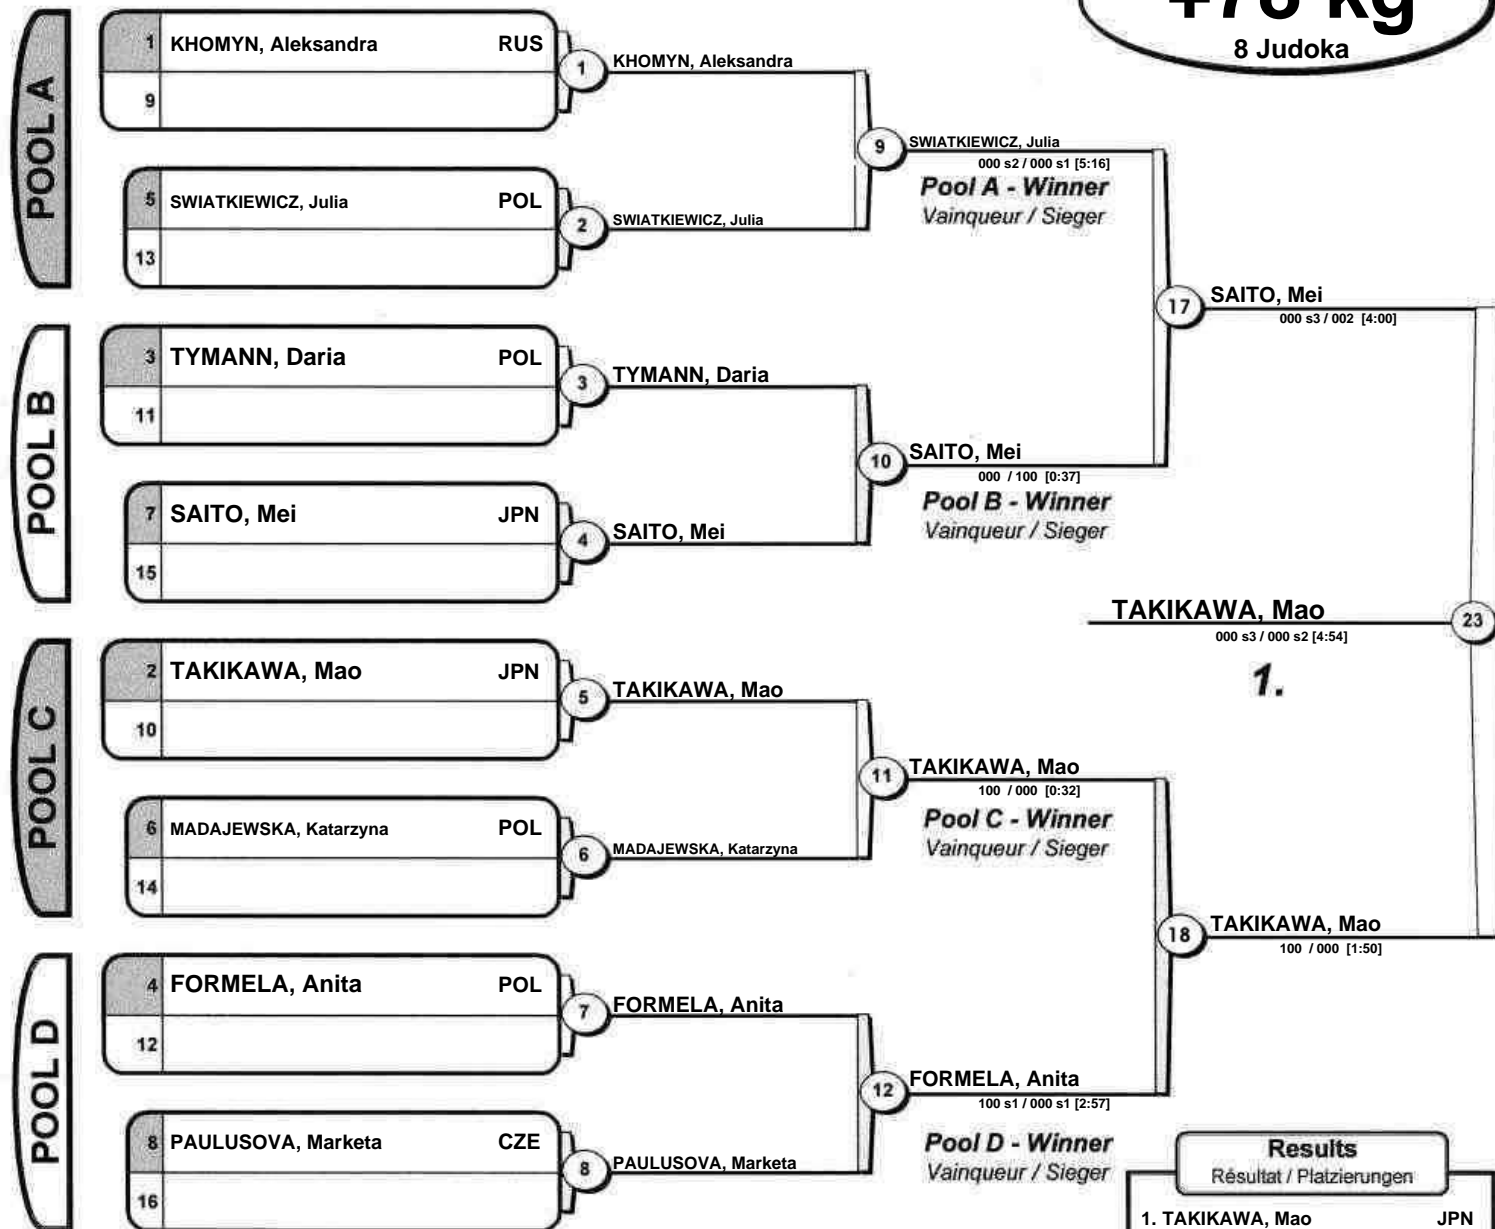 +78 kg
8 Judoka
POOL A
1 KHOMYN, Aleksandra RUS
9
1 KHOMYN, Aleksandra
5 SWIATKIEWICZ, Julia POL
13
2 SWIATKIEWICZ, Julia
9 SWIATKIEWICZ, Julia
000 s2 / 000 s1 [5:16]
Pool A - Winner
Vainqueur / Sieger
17 SAITO, Mei
000 s3 / 002 [4:00]
POOL B
3 TYMANN, Daria POL
11
3 TYMANN, Daria
7 SAITO, Mei JPN
15
4 SAITO, Mei
10 SAITO, Mei
000 / 100 [0:37]
Pool B - Winner
Vainqueur / Sieger
TAKIKAWA, Mao 23
000 s3 / 000 s2 [4:54]
1.
POOL C
2 TAKIKAWA, Mao JPN
10
5 TAKIKAWA, Mao
6 MADAJEWSKA, Katarzyna POL
14
6 MADAJEWSKA, Katarzyna
11 TAKIKAWA, Mao
100 / 000 [0:32]
Pool C - Winner
Vainqueur / Sieger
18 TAKIKAWA, Mao
100 / 000 [1:50]
POOL D
4 FORMELA, Anita POL
12
7 FORMELA, Anita
8 PAULUSOVA, Marketa CZE
16
8 PAULUSOVA, Marketa
12 FORMELA, Anita
100 s1 / 000 s1 [2:57]
Pool D - Winner
Vainqueur / Sieger
Results
Résultat / Platzierungen
1. TAKIKAWA, Mao JPN